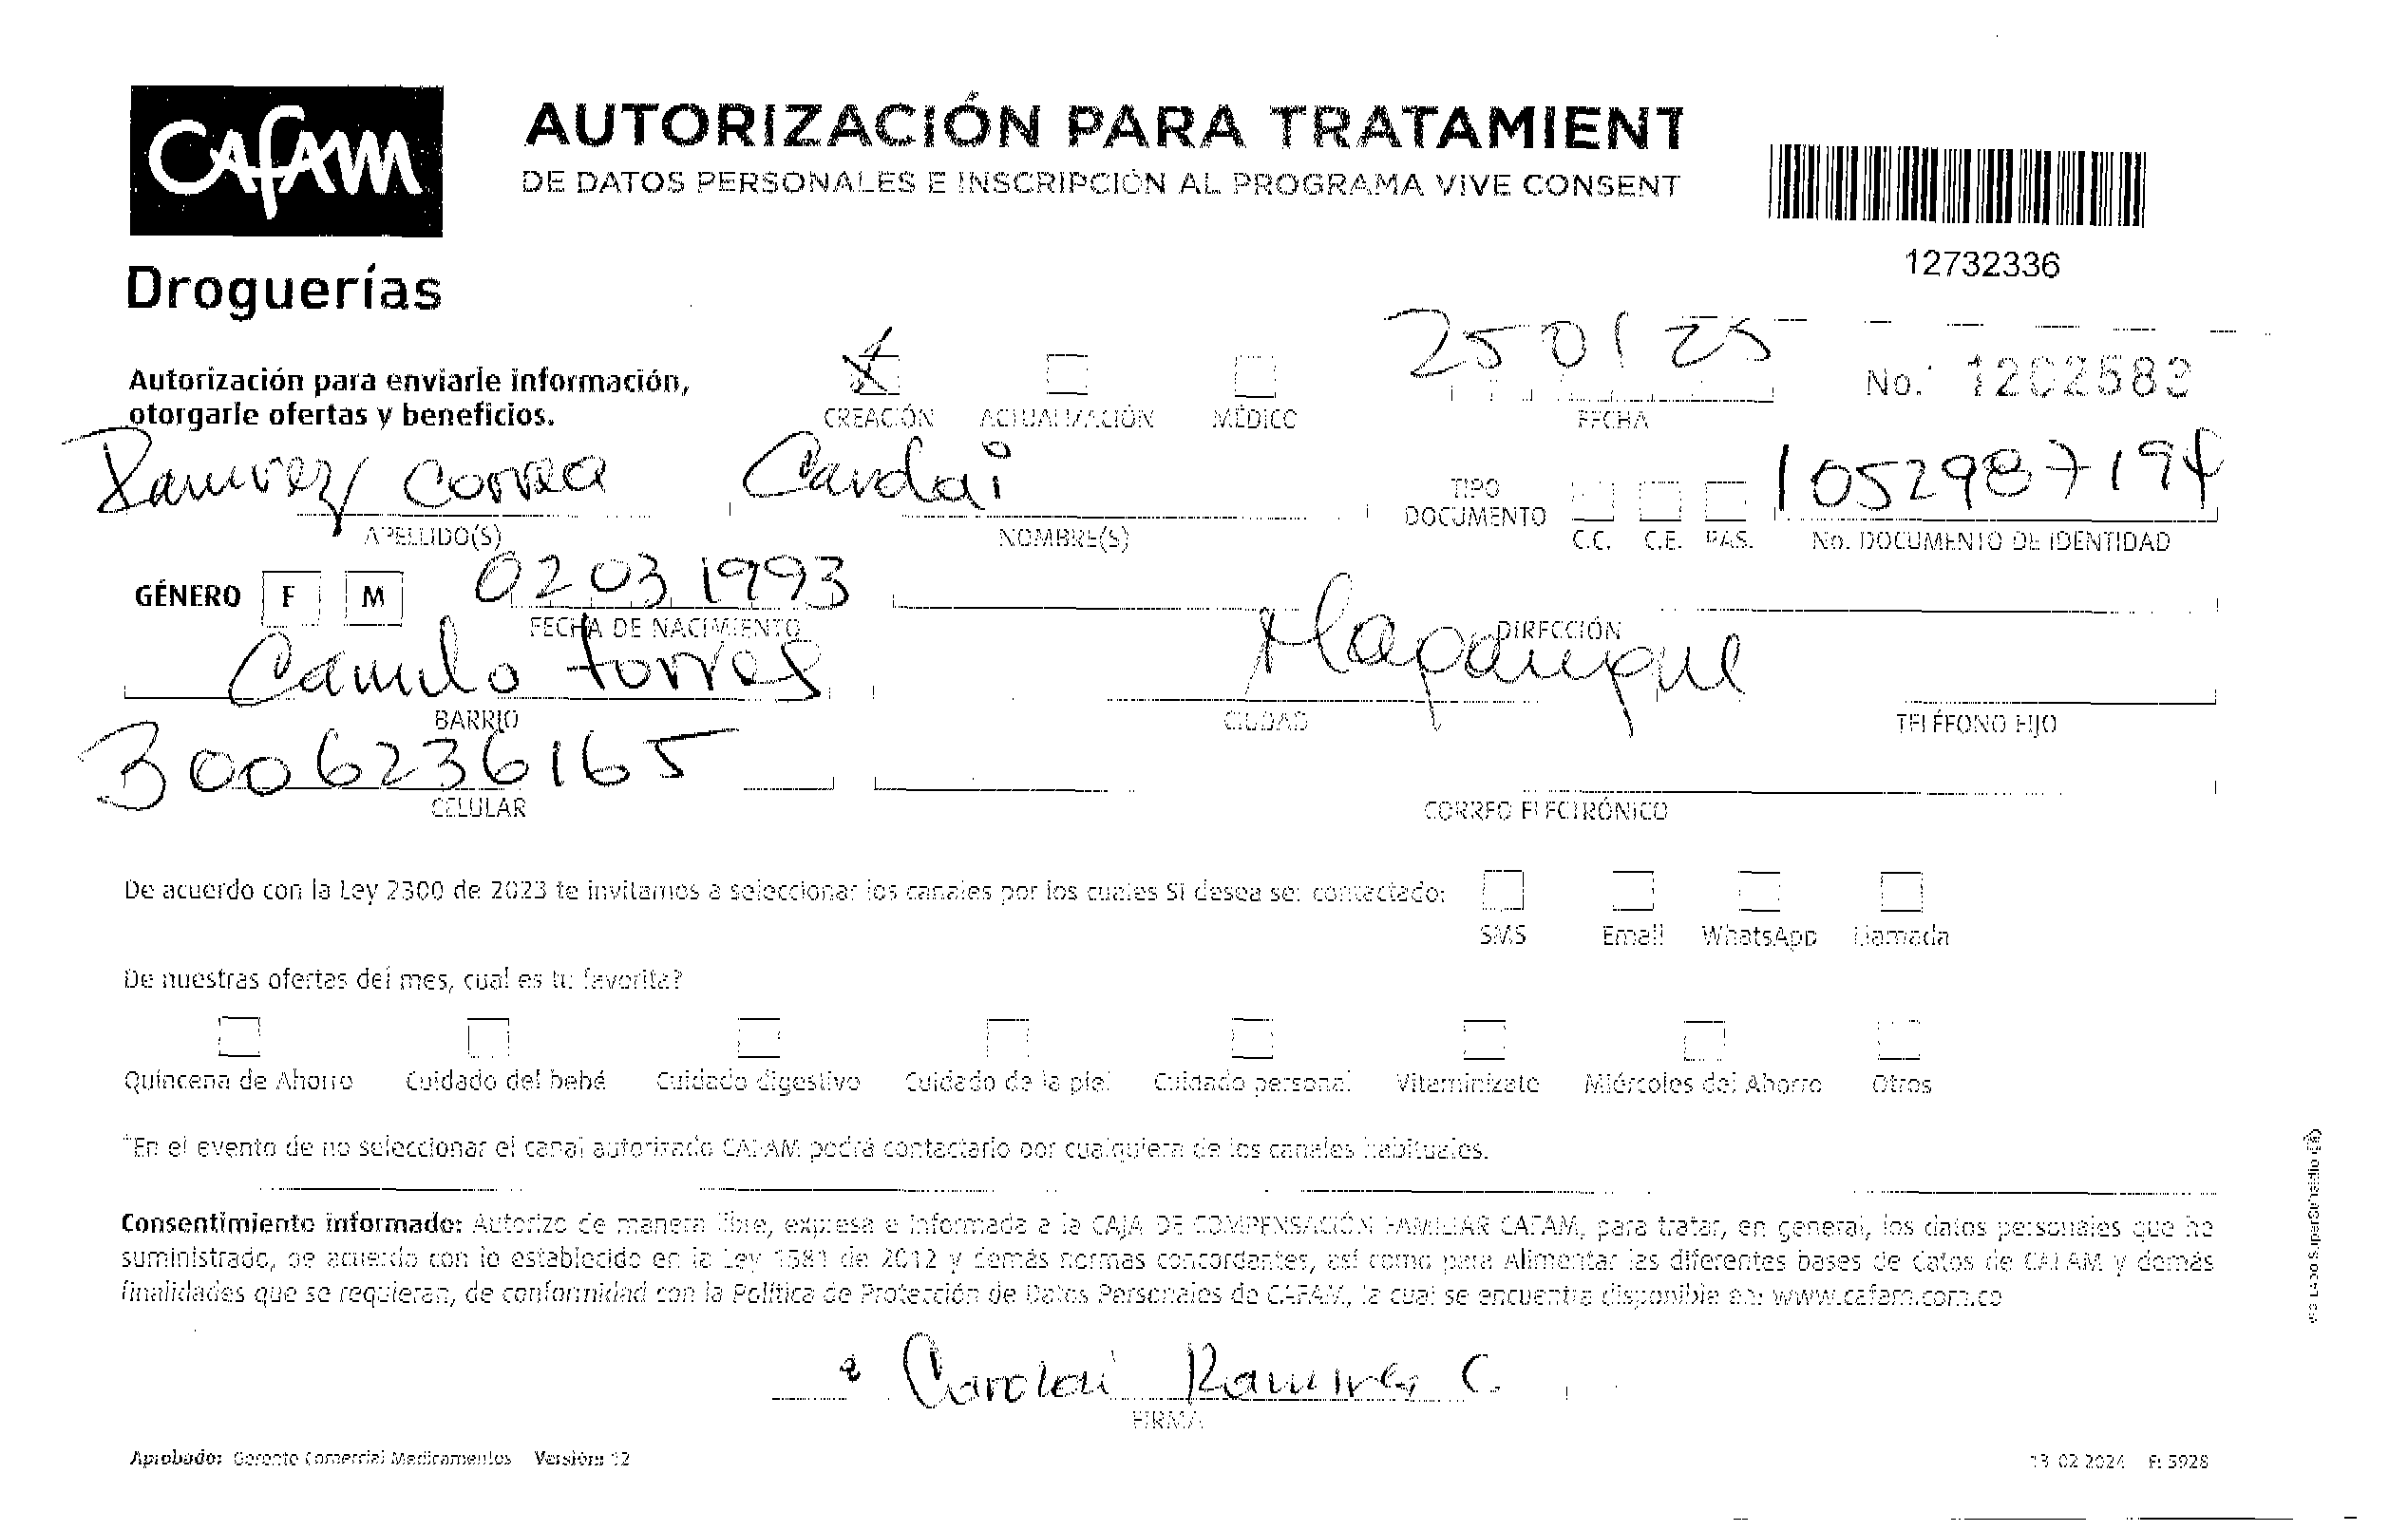 CAFAM
Droguerías
AUTORIZACIÓN PARA TRATAMIENT
DE DATOS PERSONALES E INSCRIPCIÓN AL PROGRAMA VIVE CONSENT
12732336
Autorización para enviarle información,
otorgarle ofertas y beneficios.
X
CREACIÓN ACTUALIZACIÓN MÉDICO
25 01 25
FECHA
No. 1202582
Ramirez Correa
APELLIDO(S)
NOMBRE(S)
TIPO
DOCUMENTO
C.C. C.E. PAS.
1052987194
No. DOCUMENTO DE IDENTIDAD
GÉNERO F M
02 03 1993
FECHA DE NACIMIENTO
DIRECCIÓN
Camilo torres
BARRIO
Magangue
CIUDAD
TELÉFONO FIJO
3006236165
CELULAR
CORREO ELECTRÓNICO
De acuerdo con la Ley 2300 de 2023 te invitamos a seleccionar los canales por los cuales Si desea ser contactado:
SMS Email WhatsApp Llamada
De nuestras ofertas del mes, cual es tu favorita?
Quincena de Ahorro Cuidado del bebé Cuidado digestivo Cuidado de la piel Cuidado personal Vitaminízate Miércoles del Ahorro Otros
*En el evento de no seleccionar el canal autorizado CAFAM podrá contactarlo por cualquiera de los canales habituales.
Consentimiento informado: Autorizo de manera libre, expresa e informada a la CAJA DE COMPENSACIÓN FAMILIAR CAFAM, para tratar, en general, los datos personales que he
suministrado, de acuerdo con lo establecido en la Ley 1581 de 2012 y demás normas concordantes, así como para Alimentar las diferentes bases de Datos de CAFAM y demás
finalidades que se requieran, de conformidad con la Política de Protección de Datos Personales de CAFAM, la cual se encuentra disponible en: www.cafam.com.co
Carolai Ramirez C.
FIRMA
Aprobado: Gerente Comercial Medicamentos Versión: 12
13 02 2024 F: 5928